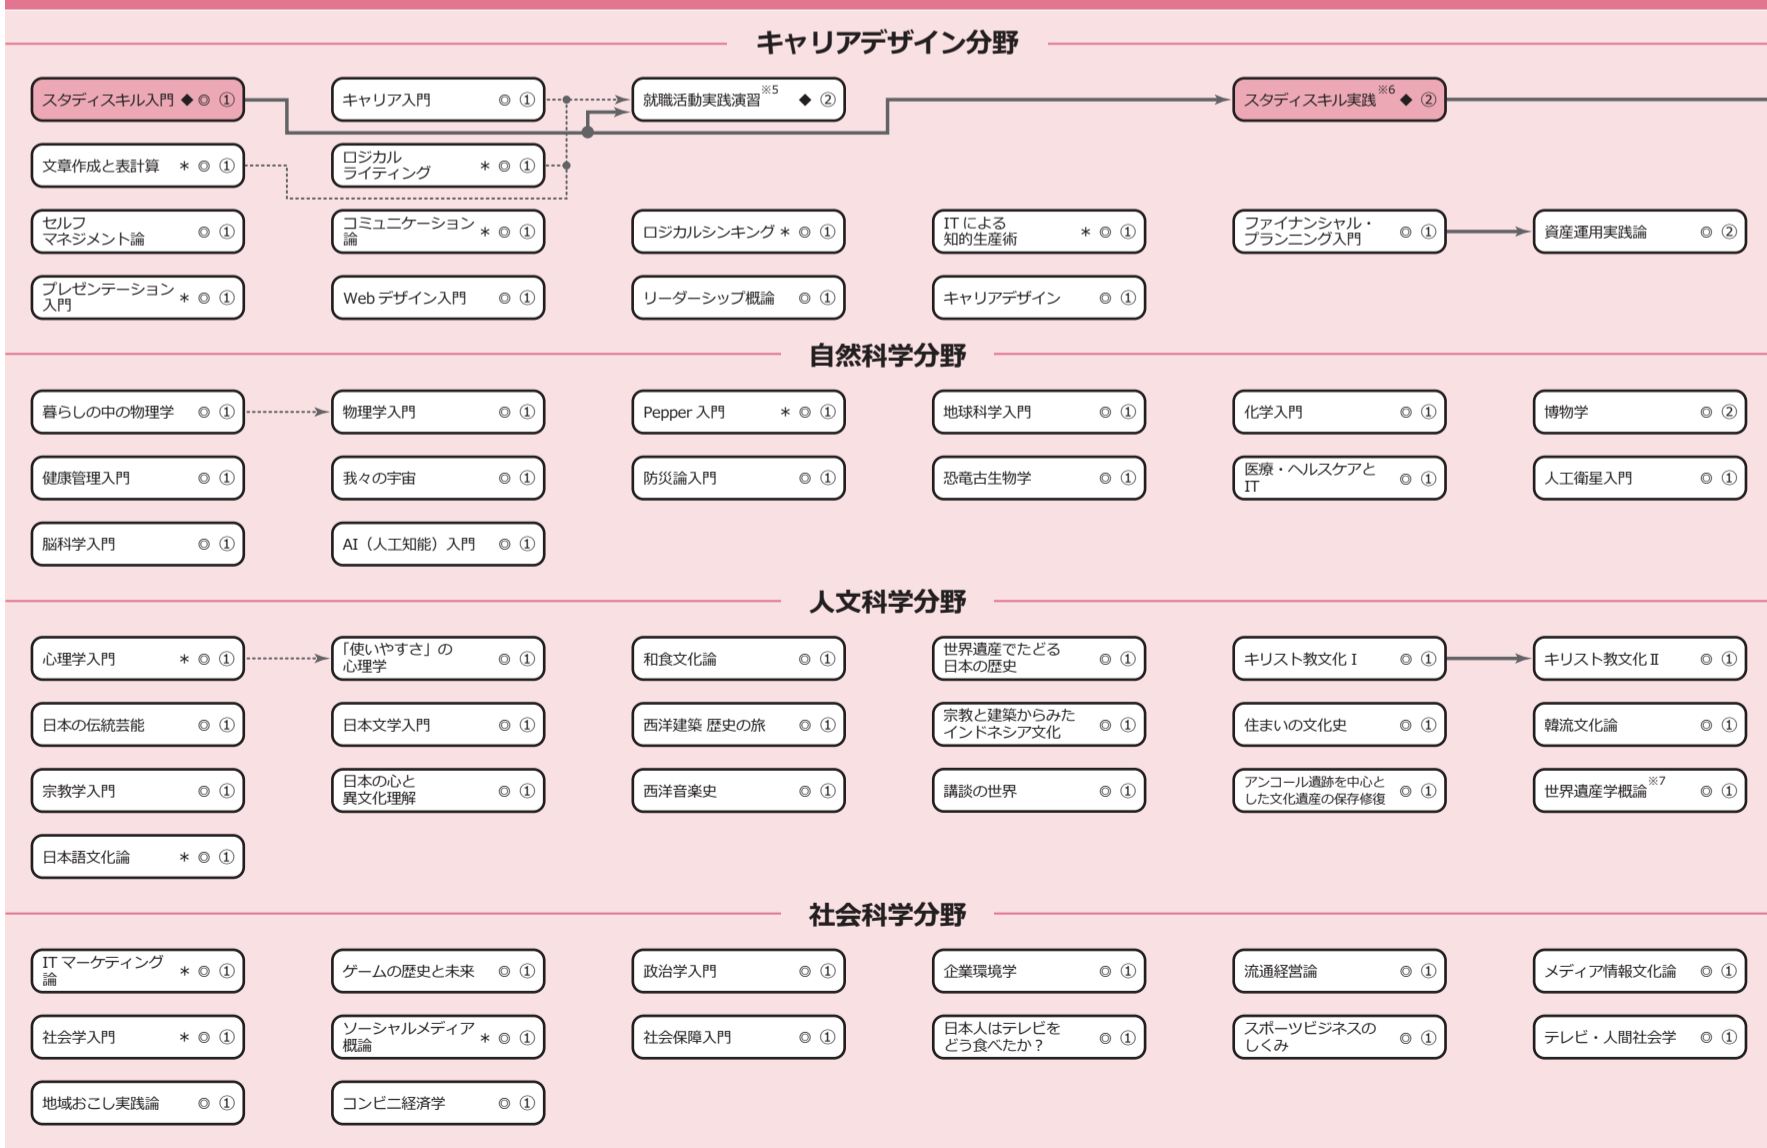 キャリアデザイン分野
スタディスキル入門 ◆ ◎ ①
キャリア入門 ◎ ①
就職活動実践演習※5 ◆ ②
スタディスキル実践※6 ◆ ②
文章作成と表計算 * ◎ ①
ロジカル
ライティング * ◎ ①
セルフ
マネジメント論 ◎ ①
コミュニケーション
論 * ◎ ①
ロジカルシンキング * ◎ ①
IT による
知的生産術 * ◎ ①
ファイナンシャル・
プランニング入門 ◎ ①
資産運用実践論 ◎ ②
プレゼンテーション
入門 * ◎ ①
Web デザイン入門 ◎ ①
リーダーシップ概論 ◎ ①
キャリアデザイン ◎ ①
自然科学分野
暮らしの中の物理学 ◎ ①
物理学入門 ◎ ①
Pepper 入門 * ◎ ①
地球科学入門 ◎ ①
化学入門 ◎ ①
博物学 ◎ ②
健康管理入門 ◎ ①
我々の宇宙 ◎ ①
防災論入門 ◎ ①
恐竜古生物学 ◎ ①
医療・ヘルスケアと
IT ◎ ①
人工衛星入門 ◎ ①
脳科学入門 ◎ ①
AI（人工知能）入門 ◎ ①
人文科学分野
心理学入門 * ◎ ①
「使いやすさ」の
心理学 ◎ ①
和食文化論 ◎ ①
世界遺産でたどる
日本の歴史 ◎ ①
キリスト教文化 I ◎ ①
キリスト教文化 Ⅱ ◎ ①
日本の伝統芸能 ◎ ①
日本文学入門 ◎ ①
西洋建築 歴史の旅 ◎ ①
宗教と建築からみた
インドネシア文化 ◎ ①
住まいの文化史 ◎ ①
韓流文化論 ◎ ①
宗教学入門 ◎ ①
日本の心と
異文化理解 ◎ ①
西洋音楽史 ◎ ①
講談の世界 ◎ ①
アンコール遺跡を中心と
した文化遺産の保存修復 ◎ ①
世界遺産学概論※7 ◎ ①
日本語文化論 * ◎ ①
社会科学分野
IT マーケティング
論 * ◎ ①
ゲームの歴史と未来 ◎ ①
政治学入門 ◎ ①
企業環境学 ◎ ①
流通経営論 ◎ ①
メディア情報文化論 ◎ ①
社会学入門 * ◎ ①
ソーシャルメディア
概論 * ◎ ①
社会保障入門 ◎ ①
日本人はテレビを
どう食べたか？ ◎ ①
スポーツビジネスの
しくみ ◎ ①
テレビ・人間社会学 ◎ ①
地域おこし実践論 ◎ ①
コンビニ経済学 ◎ ①